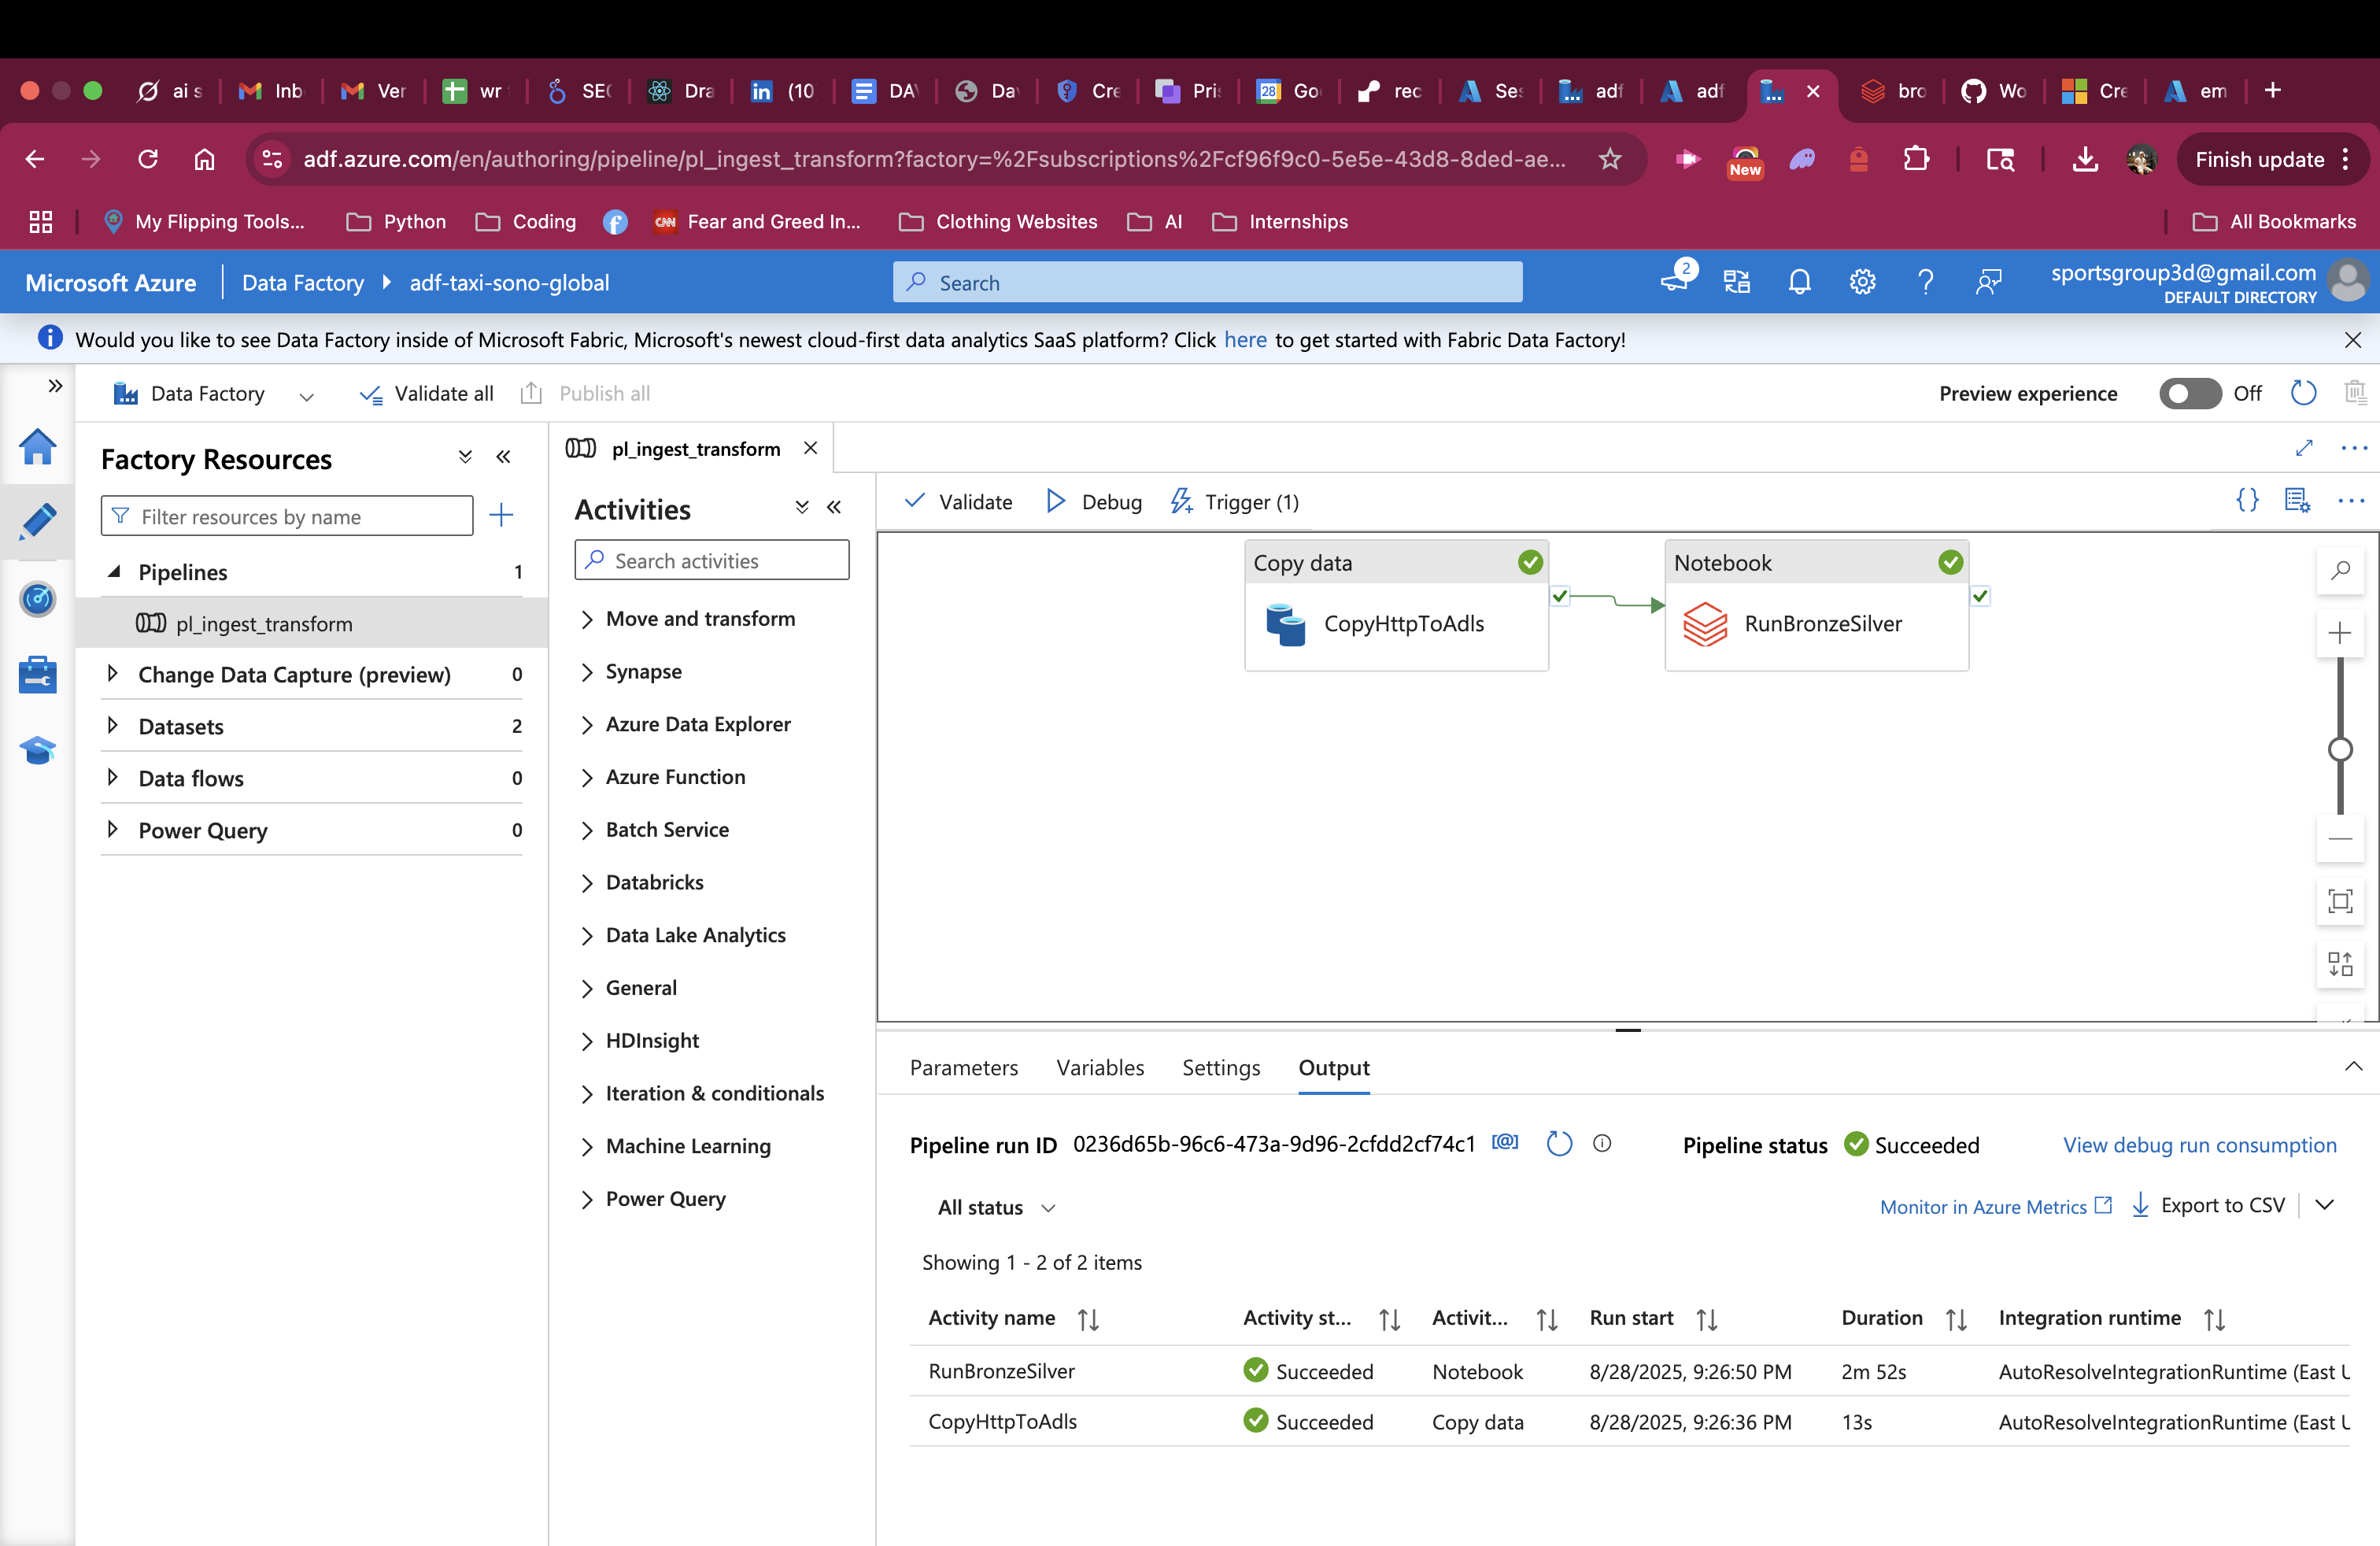 ai s Inb Ver wr SEC Dra (10 DAV Da Cre Pris 28 Go rec Ses adf adf bro Wo Cre em
adf.azure.com/en/authoring/pipeline/pl_ingest_transform?factory=%2Fsubscriptions%2Fcf96f9c0-5e5e-43d8-8ded-ae... New Finish update
My Flipping Tools... Python Coding CNN Fear and Greed In... Clothing Websites AI Internships All Bookmarks
Microsoft Azure Data Factory adf-taxi-sono-global Search 2 sportsgroup3d@gmail.com
DEFAULT DIRECTORY
Would you like to see Data Factory inside of Microsoft Fabric, Microsoft's newest cloud-first data analytics SaaS platform? Click here to get started with Fabric Data Factory!
Data Factory Validate all Publish all Preview experience Off
Factory Resources
Filter resources by name
Pipelines 1
pl_ingest_transform
Change Data Capture (preview) 0
Datasets 2
Data flows 0
Power Query 0
pl_ingest_transform
Activities
Search activities
Move and transform
Synapse
Azure Data Explorer
Azure Function
Batch Service
Databricks
Data Lake Analytics
General
HDInsight
Iteration & conditionals
Machine Learning
Power Query
Validate Debug Trigger (1)
Copy data
CopyHttpToAdls
Notebook
RunBronzeSilver
Parameters Variables Settings Output
Pipeline run ID 0236d65b-96c6-473a-9d96-2cfdd2cf74c1 Pipeline status Succeeded View debug run consumption
All status Monitor in Azure Metrics Export to CSV
Showing 1 - 2 of 2 items
Activity name Activity st... Activit... Run start Duration Integration runtime
RunBronzeSilver Succeeded Notebook 8/28/2025, 9:26:50 PM 2m 52s AutoResolveIntegrationRuntime (East U
CopyHttpToAdls Succeeded Copy data 8/28/2025, 9:26:36 PM 13s AutoResolveIntegrationRuntime (East U